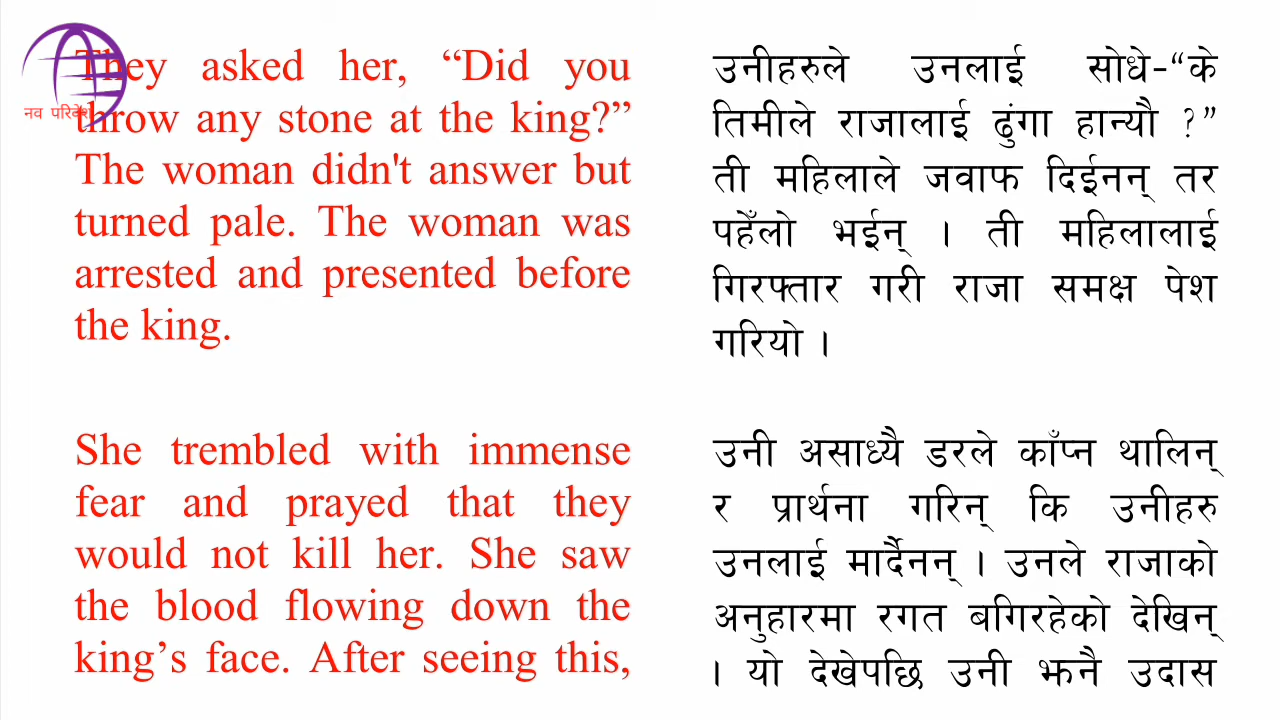 They asked her, “Did you
throw any stone at the king?”
The woman didn't answer but
turned pale. The woman was
arrested and presented before
the king.
She trembled with immense
fear and prayed that they
would not kill her. She saw
the blood flowing down the
king’s face. After seeing this,
नव परिवेश
उनीहरुले उनलाई सोधे-“के
तिमीले राजालाई ढुंगा हान्यौ ?”
ती महिलाले जवाफ दिईनन् तर
पहेँलो भईन् । ती महिलालाई
गिरफ्तार गरी राजा समक्ष पेश
गरियो ।
उनी असाध्यै डरले काँप्न थालिन्
र प्रार्थना गरिन् कि उनीहरु
उनलाई मार्दैनन् । उनले राजाको
अनुहारमा रगत बगिरहेको देखिन्
। यो देखेपछि उनी झनै उदास